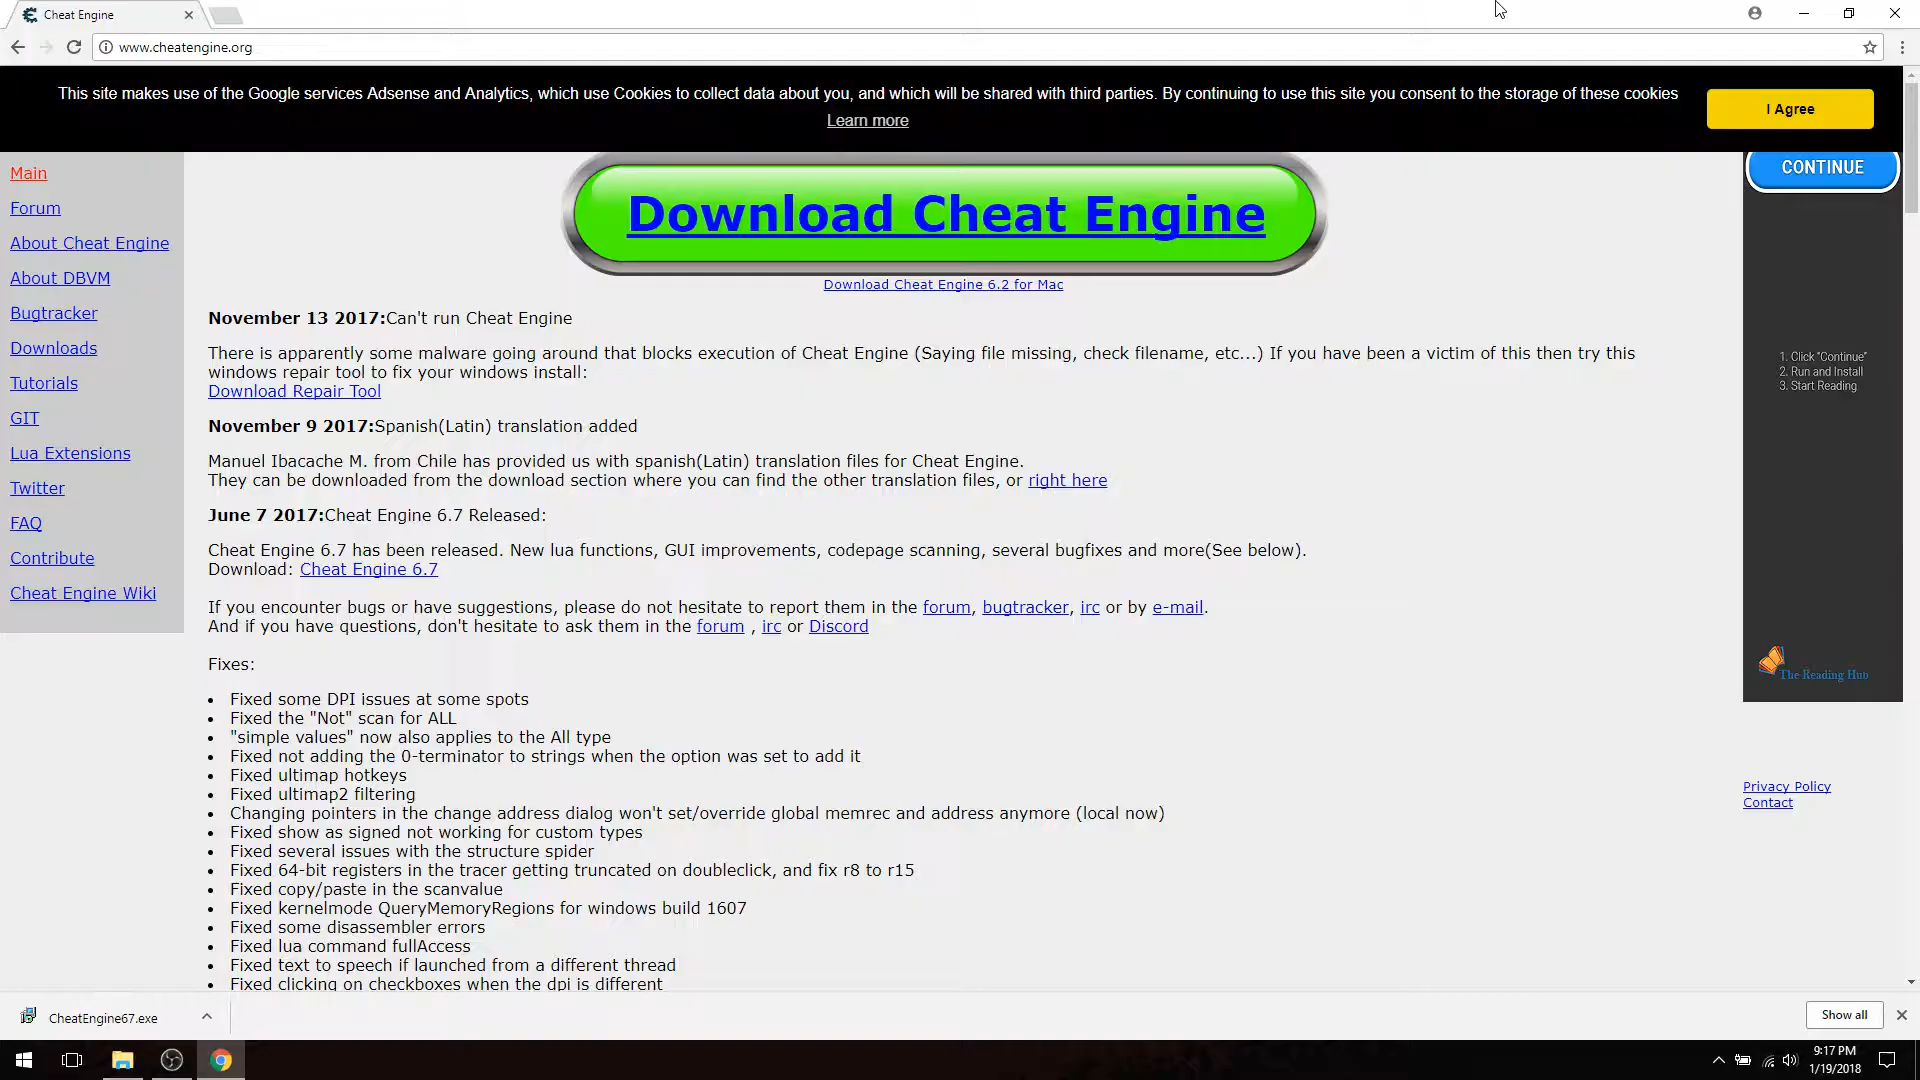 Cheat Engine
www.cheatengine.org
This site makes use of the Google services Adsense and Analytics, which use Cookies to collect data about you, and which will be shared with third parties. By continuing to use this site you consent to the storage of these cookies
Learn more
I Agree
Main
Forum
About Cheat Engine
About DBVM
Bugtracker
Downloads
Tutorials
GIT
Lua Extensions
Twitter
FAQ
Contribute
Cheat Engine Wiki
Download Cheat Engine
Download Cheat Engine 6.2 for Mac
November 13 2017:Can't run Cheat Engine
There is apparently some malware going around that blocks execution of Cheat Engine (Saying file missing, check filename, etc...) If you have been a victim of this then try this
windows repair tool to fix your windows install:
Download Repair Tool
November 9 2017:Spanish(Latin) translation added
Manuel Ibacache M. from Chile has provided us with spanish(Latin) translation files for Cheat Engine.
They can be downloaded from the download section where you can find the other translation files, or right here
June 7 2017:Cheat Engine 6.7 Released:
Cheat Engine 6.7 has been released. New lua functions, GUI improvements, codepage scanning, several bugfixes and more(See below).
Download: Cheat Engine 6.7
If you encounter bugs or have suggestions, please do not hesitate to report them in the forum, bugtracker, irc or by e-mail.
And if you have questions, don't hesitate to ask them in the forum , irc or Discord
Fixes:
• Fixed some DPI issues at some spots
• Fixed the "Not" scan for ALL
• "simple values" now also applies to the All type
• Fixed not adding the 0-terminator to strings when the option was set to add it
• Fixed ultimap hotkeys
• Fixed ultimap2 filtering
• Changing pointers in the change address dialog won't set/override global memrec and address anymore (local now)
• Fixed show as signed not working for custom types
• Fixed several issues with the structure spider
• Fixed 64-bit registers in the tracer getting truncated on doubleclick, and fix r8 to r15
• Fixed copy/paste in the scanvalue
• Fixed kernelmode QueryMemoryRegions for windows build 1607
• Fixed some disassembler errors
• Fixed lua command fullAccess
• Fixed text to speech if launched from a different thread
• Fixed clicking on checkboxes when the dpi is different
CONTINUE
1. Click "Continue"
2. Run and Install
3. Start Reading
The Reading Hub
Privacy Policy
Contact
CheatEngine67.exe
Show all
9:17 PM
1/19/2018